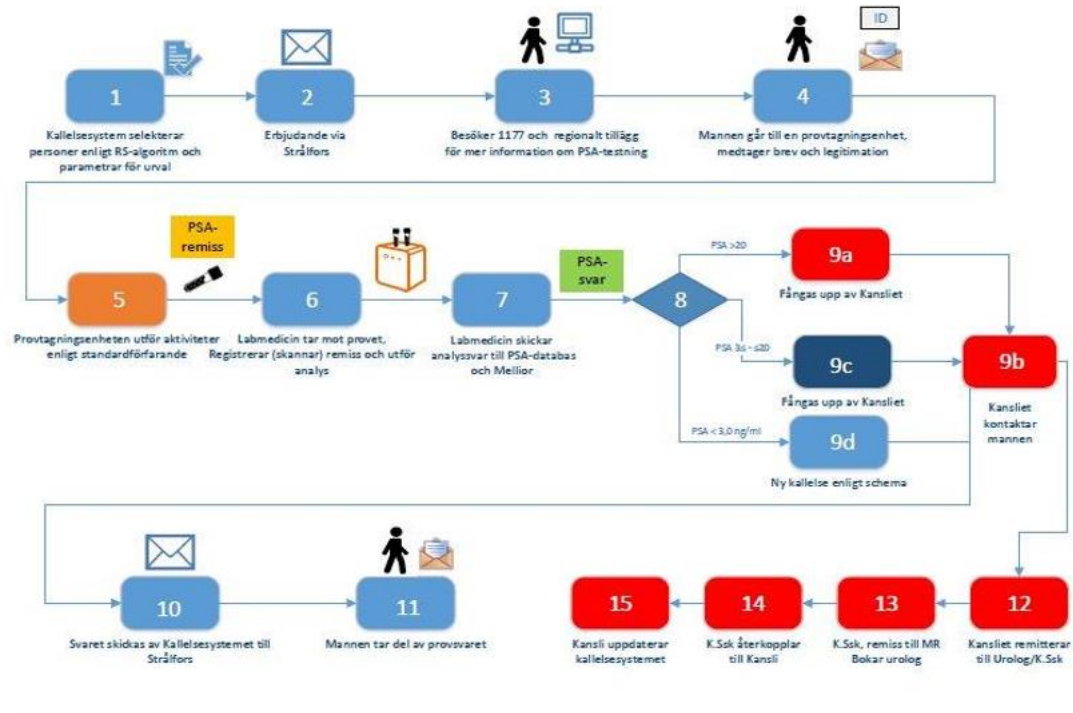 ID
1
2
3
4
Kallelsesystem selekterar
personer enligt RS-algoritm och
parametrar för urval
Erbjudande via
Strålfors
Besöker 1177 och regionalt tillägg
för mer information om PSA-testning
Mannen går till en provtagningsenhet,
medtager brev och legitimation
PSA-
remiss
PSA-
svar
5
6
7
8
Provtagningsenheten utför aktiviteter
enligt standardförfarande
Labmedicin tar mot provet,
Registrerar (skannar) remiss och utför
analys
Labmedicin skickar
analyssvar till PSA-databas
och Mellior
PSA >20
9a
Fångas upp av Kansliet
PSA 3≤ - ≤20
9c
Fångas upp av Kansliet
9b
Kansliet
kontaktar
mannen
PSA < 3,0 ng/ml
9d
Ny kallelse enligt schema
10
Svaret skickas av Kallelsesystemet till
Strålfors
11
Mannen tar del av provsvaret
15
Kansli uppdaterar
kallelsesystemet
14
K.Ssk återkopplar
till Kansli
13
K.Ssk, remiss till MR
Bokar urolog
12
Kansliet remitterar
till Urolog/K.Ssk